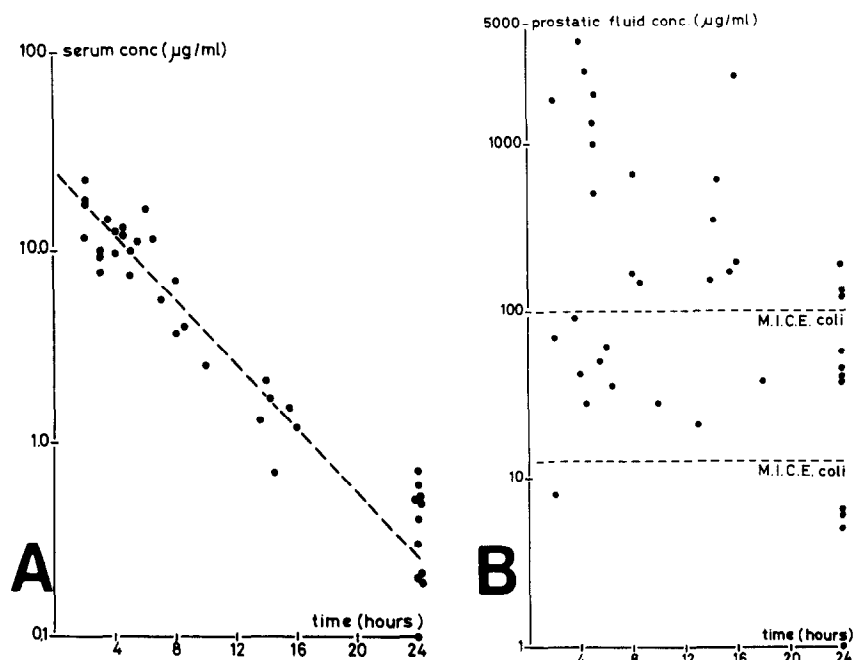 100 serum conc (µg/ml)
10.0
1.0
0.1
4 8 12 16 20 24
time (hours)
A
5000 prostatic fluid conc. (µg/ml)
1000
100
M.I.C.E. coli
10
M.I.C.E. coli
1
4 8 12 16 20 24
time (hours)
B